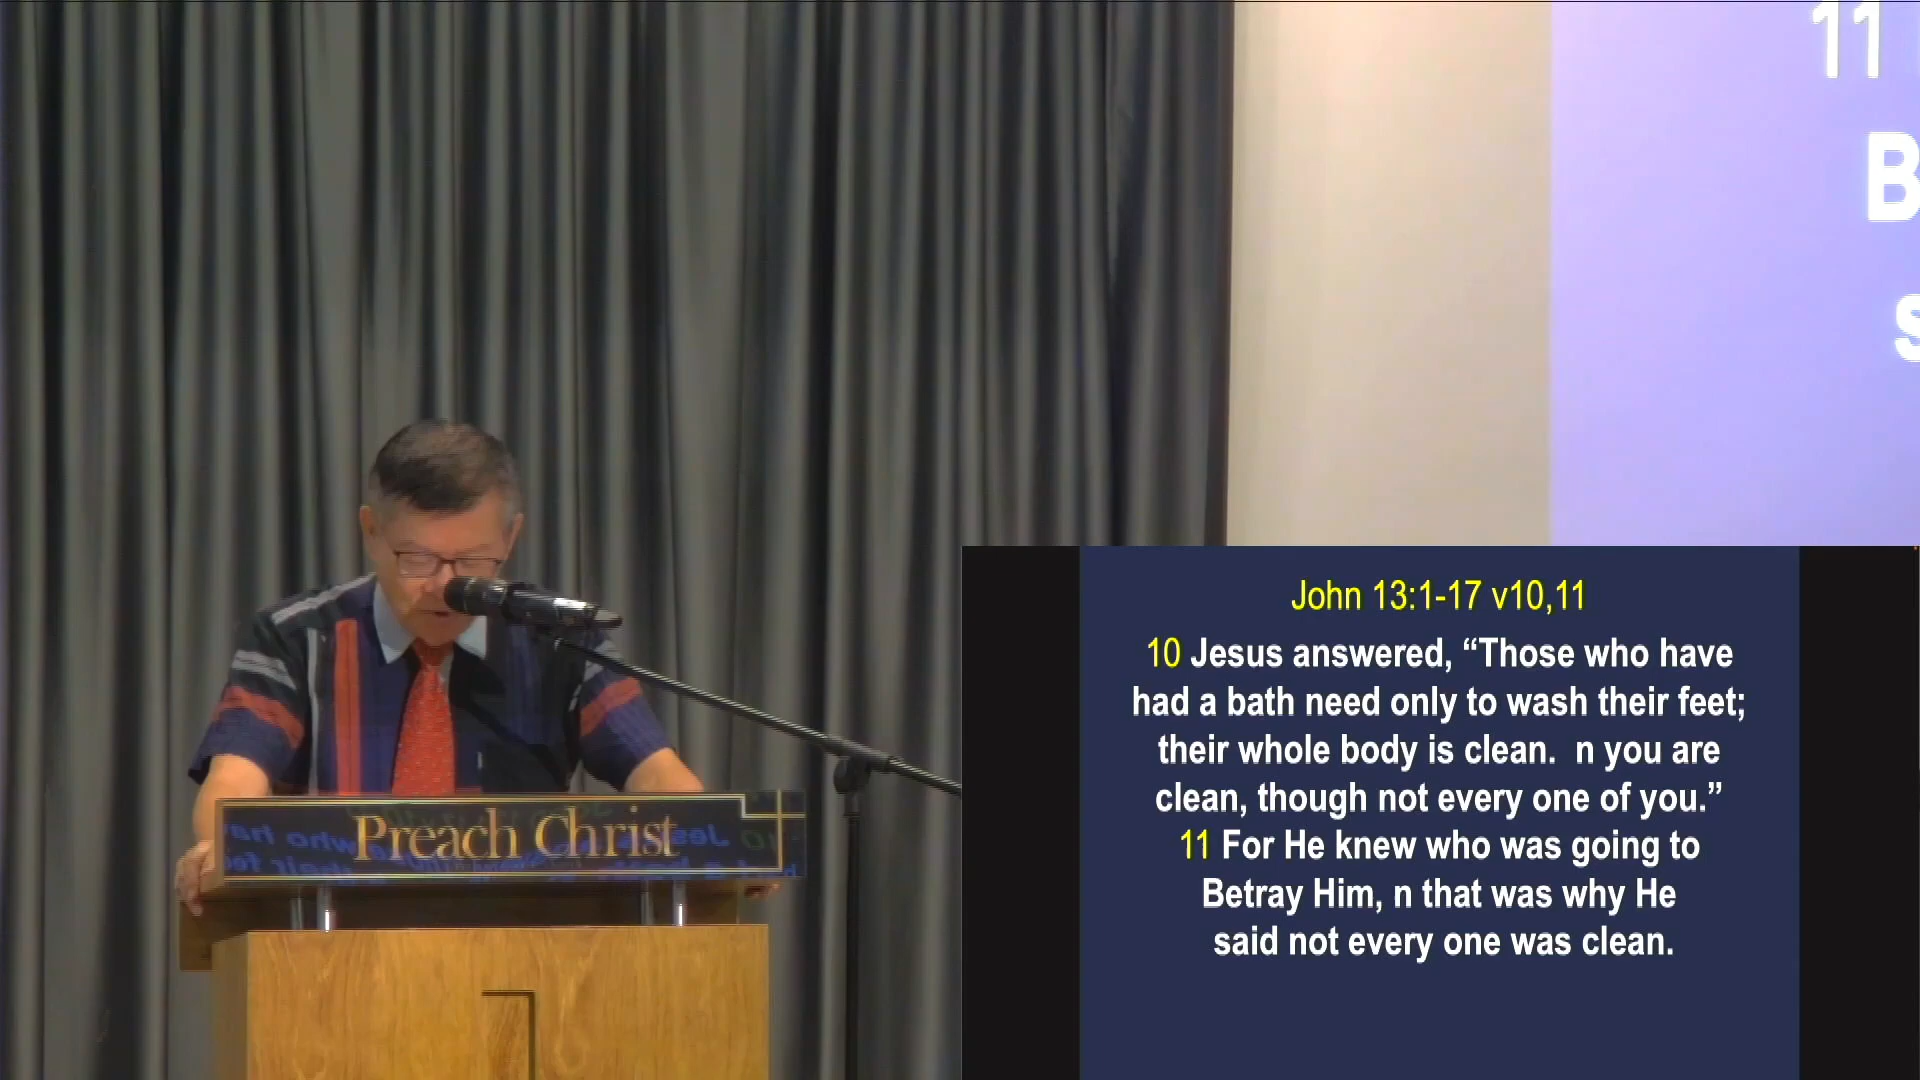 11
B
s
John 13:1-17 v10,11
10 Jesus answered, “Those who have
had a bath need only to wash their feet;
their whole body is clean.  n you are
clean, though not every one of you.”
11 For He knew who was going to
Betray Him, n that was why He
said not every one was clean.
Preach Christ